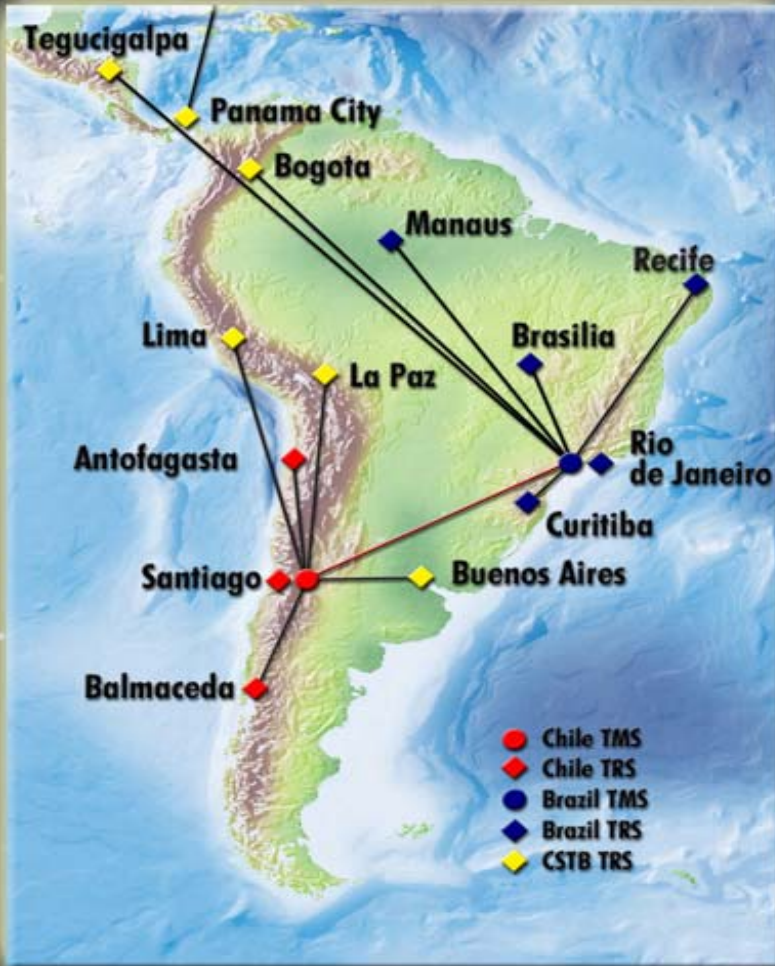 Tegucigalpa
Panama City
Bogota
Manaus
Recife
Lima
Brasilia
La Paz
Antofagasta
Rio
de Janeiro
Curitiba
Santiago
Buenos Aires
Balmaceda
Chile TMS
Chile TRS
Brazil TMS
Brazil TRS
CSTB TRS